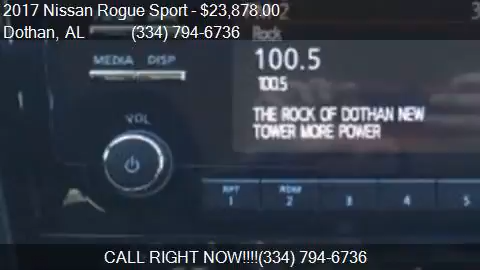 2017 Nissan Rogue Sport - $23,878.00
Dothan, AL (334) 794-6736
Rock
MEDIA DISP
100.5
100.5
THE ROCK OF DOTHAN NEW
TOWER MORE POWER
VOL
RPT RDM
1 2 3 4 5
CALL RIGHT NOW!!!!(334) 794-6736